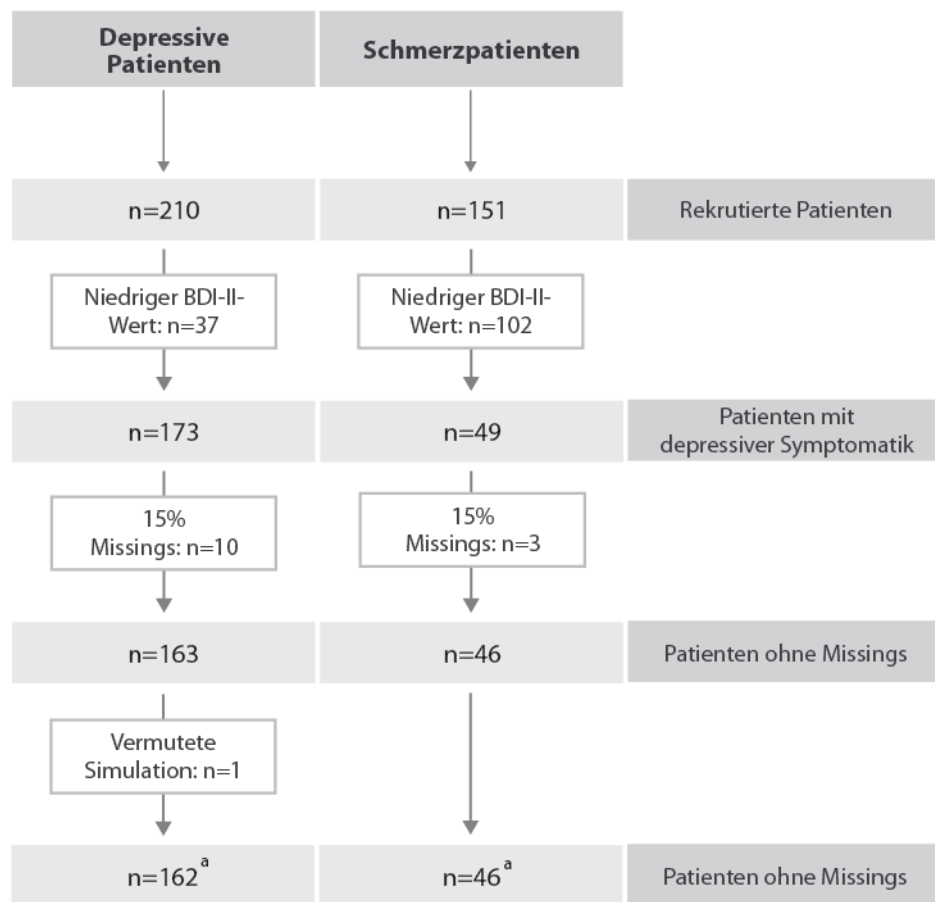 Depressive
Patienten
Schmerzpatienten
n=210
n=151
Rekrutierte Patienten
Niedriger BDI-II-
Wert: n=37
Niedriger BDI-II-
Wert: n=102
n=173
n=49
Patienten mit
depressiver Symptomatik
15%
Missings: n=10
15%
Missings: n=3
n=163
n=46
Patienten ohne Missings
Vermutete
Simulation: n=1
n=162ᵃ
n=46ᵃ
Patienten ohne Missings